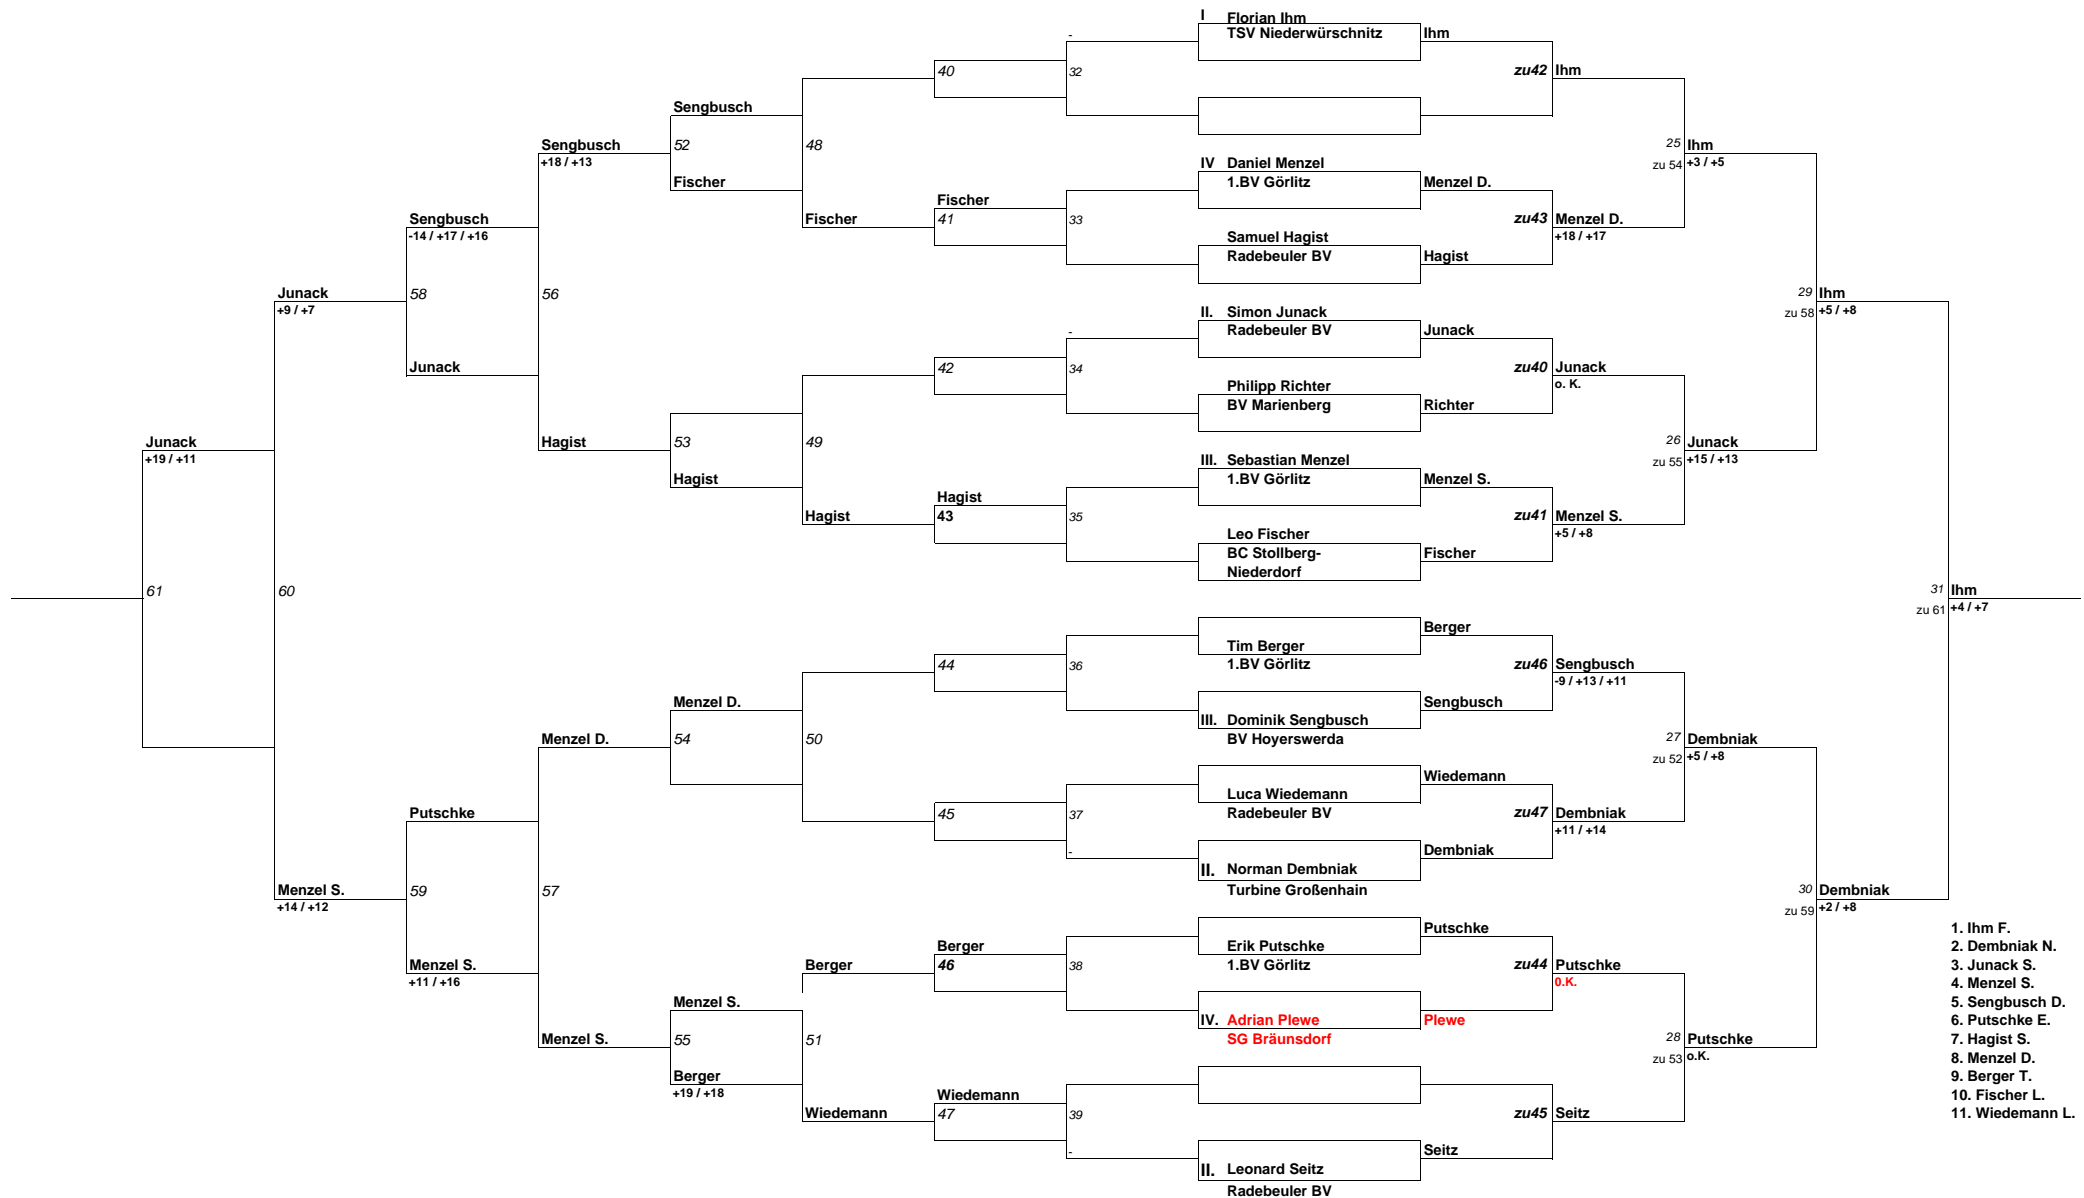 I Florian Ihm
- TSV Niederwürschnitz Ihm
40 32 zu42 Ihm
Sengbusch
Sengbusch 52 48 25 Ihm
+18 / +13 zu 54 +3 / +5
IV Daniel Menzel
Fischer 1.BV Görlitz Menzel D.
Fischer
Sengbusch Fischer 41 33 zu43 Menzel D.
-14 / +17 / +16 +18 / +17
Samuel Hagist
Radebeuler BV Hagist
Junack 58 56 29 Ihm
+9 / +7 zu 58 +5 / +8
II. Simon Junack
- Radebeuler BV Junack
Junack 42 34 zu40 Junack
o. K.
Philipp Richter
BV Marienberg Richter
Junack Hagist 53 49 26 Junack
+19 / +11 zu 55 +15 / +13
III. Sebastian Menzel
Hagist 1.BV Görlitz Menzel S.
Hagist
Hagist 43 35 zu41 Menzel S.
+5 / +8
Leo Fischer
BC Stollberg- Fischer
Niederdorf
61 60 31 Ihm
zu 61 +4 / +7
Berger
Tim Berger
44 36 1.BV Görlitz zu46 Sengbusch
-9 / +13 / +11
Menzel D. Sengbusch
III. Dominik Sengbusch
Menzel D. 54 50 BV Hoyerswerda 27 Dembniak
zu 52 +5 / +8
Wiedemann
Luca Wiedemann
Putschke 45 37 Radebeuler BV zu47 Dembniak
+11 / +14
- Dembniak
II. Norman Dembniak
Menzel S. 59 57 Turbine Großenhain 30 Dembniak
+14 / +12 zu 59 +2 / +8
Putschke
1. Ihm F.
Berger Erik Putschke
2. Dembniak N.
Menzel S. Berger 46 38 1.BV Görlitz zu44 Putschke
3. Junack S.
+11 / +16 0.K.
4. Menzel S.
Menzel S. 5. Sengbusch D.
IV. Adrian Plewe Plewe
6. Putschke E.
Menzel S. 55 51 SG Bräunsdorf 28 Putschke
7. Hagist S.
zu 53 o.K.
8. Menzel D.
Berger
9. Berger T.
+19 / +18
Wiedemann 10. Fischer L.
Wiedemann 47 39 zu45 Seitz
11. Wiedemann L.
- Seitz
II. Leonard Seitz
Radebeuler BV